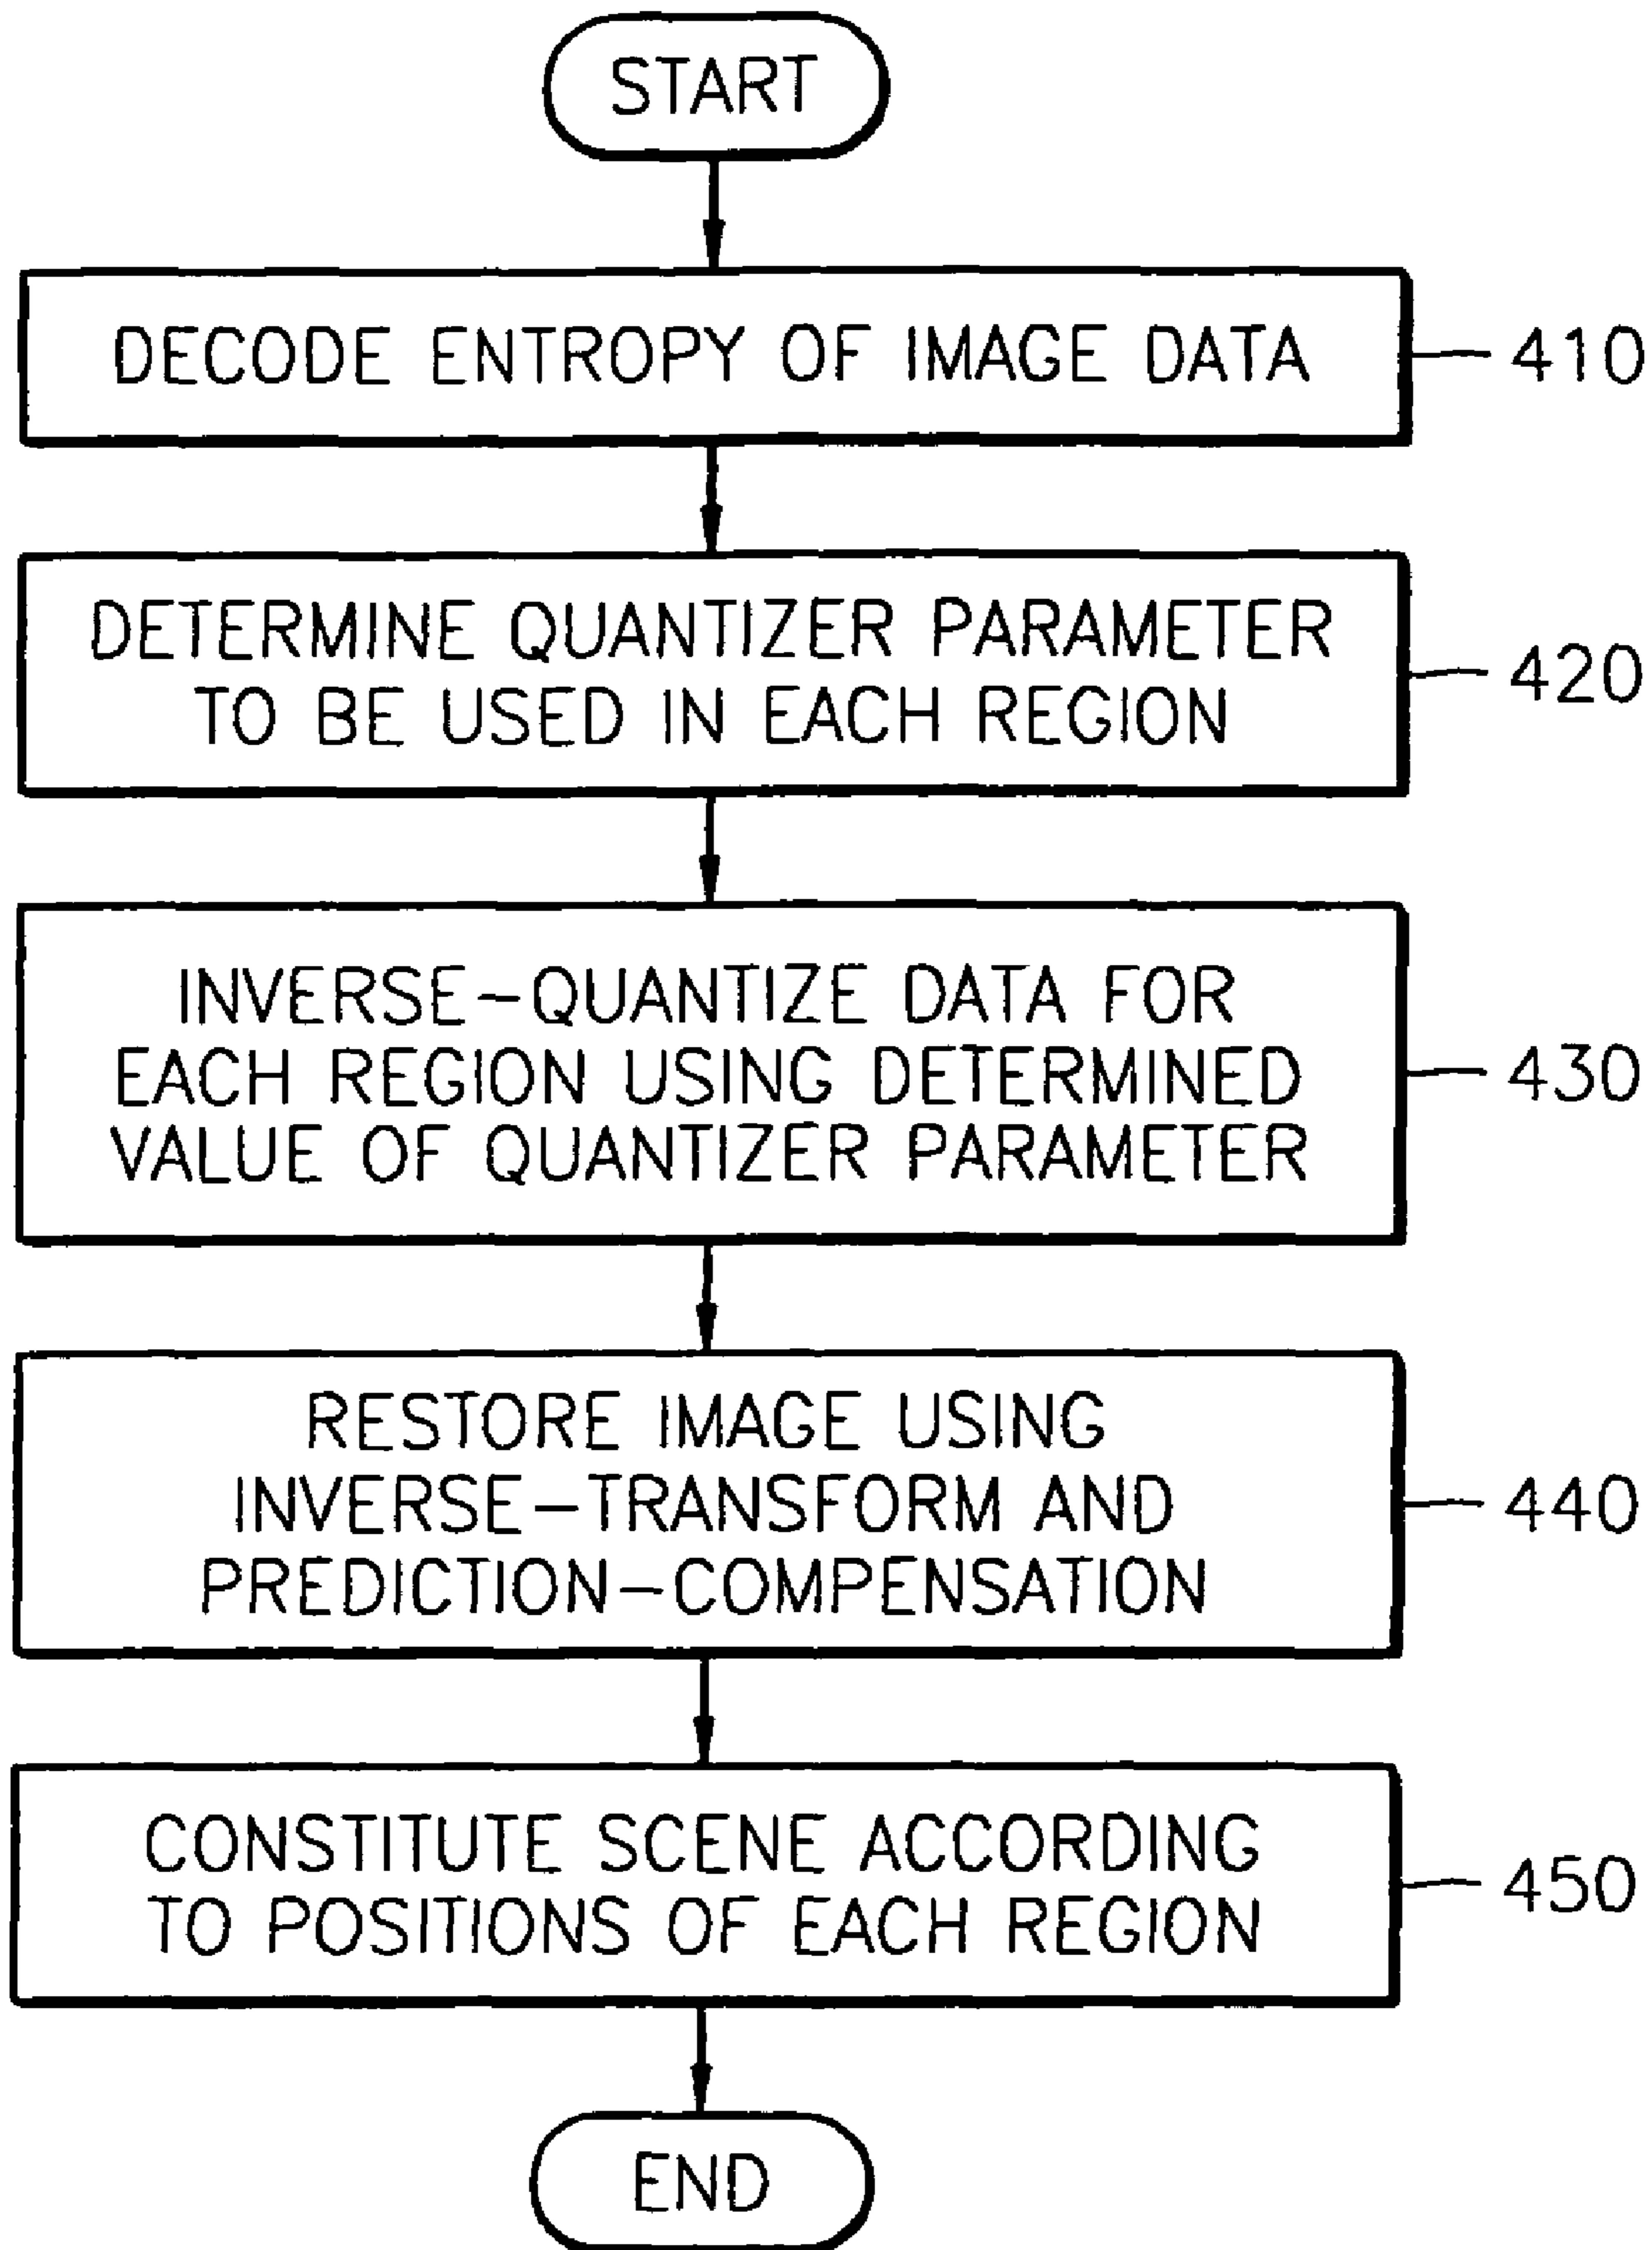 START
DECODE ENTROPY OF IMAGE DATA
410
DETERMINE QUANTIZER PARAMETER
TO BE USED IN EACH REGION
420
INVERSE-QUANTIZE DATA FOR
EACH REGION USING DETERMINED
VALUE OF QUANTIZER PARAMETER
430
RESTORE IMAGE USING
INVERSE-TRANSFORM AND
PREDICTION-COMPENSATION
440
CONSTITUTE SCENE ACCORDING
TO POSITIONS OF EACH REGION
450
END